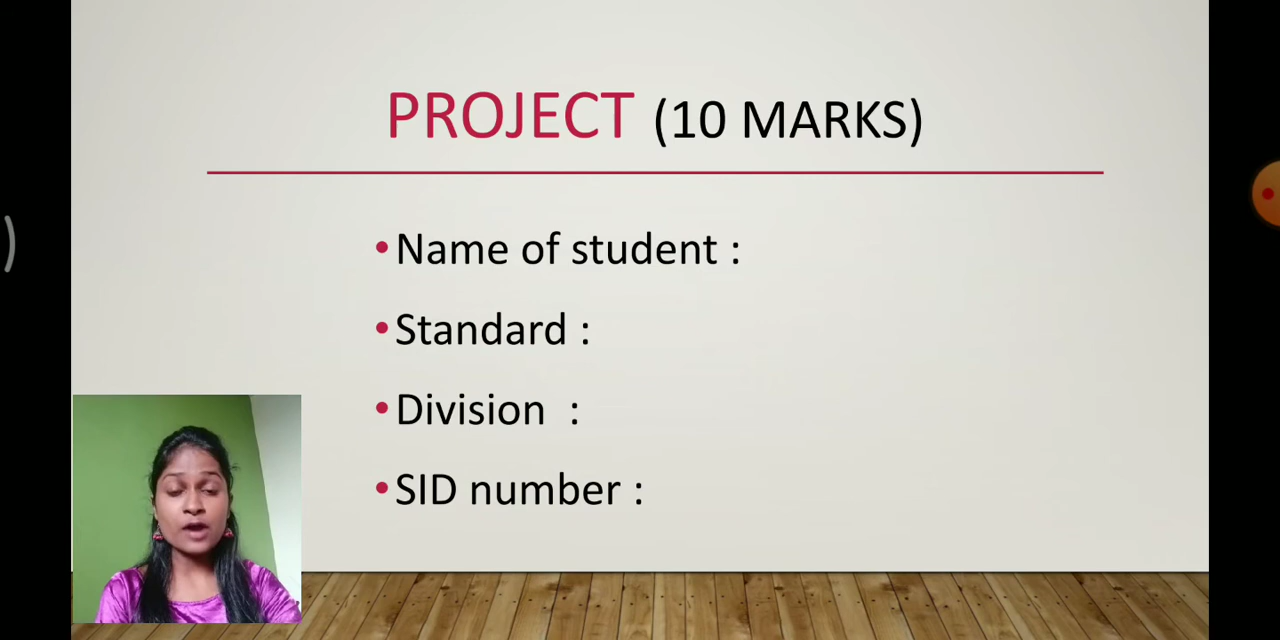 PROJECT (10 MARKS)
•Name of student :
•Standard :
•Division  :
•SID number :